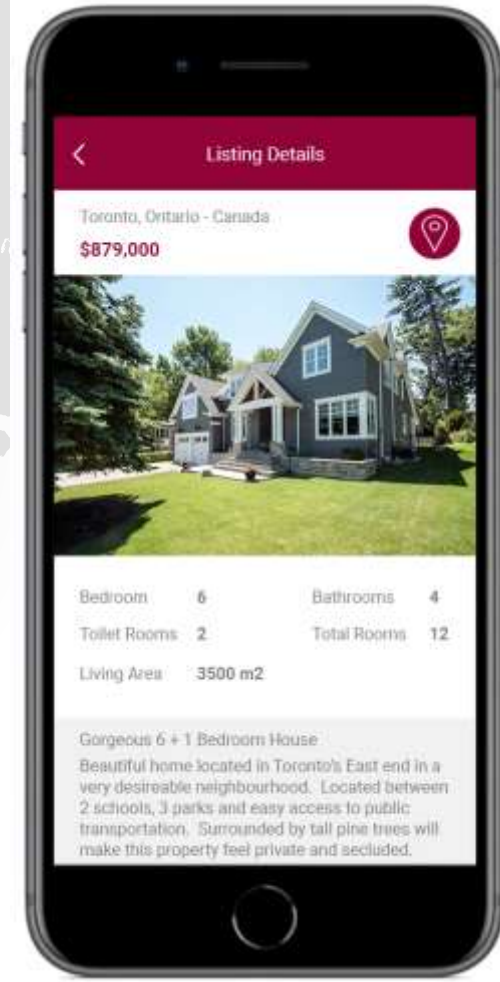 Listing Details
Toronto, Ontario - Canada
$879,000
Bedroom 6 Bathrooms 4
Toilet Rooms 2 Total Rooms 12
Living Area 3500 m2
Gorgeous 6 + 1 Bedroom House
Beautiful home located in Toronto's East end in a
very desireable neighbourhood. Located between
2 schools, 3 parks and easy access to public
transportation. Surrounded by tall pine trees will
make this property feel private and secluded.